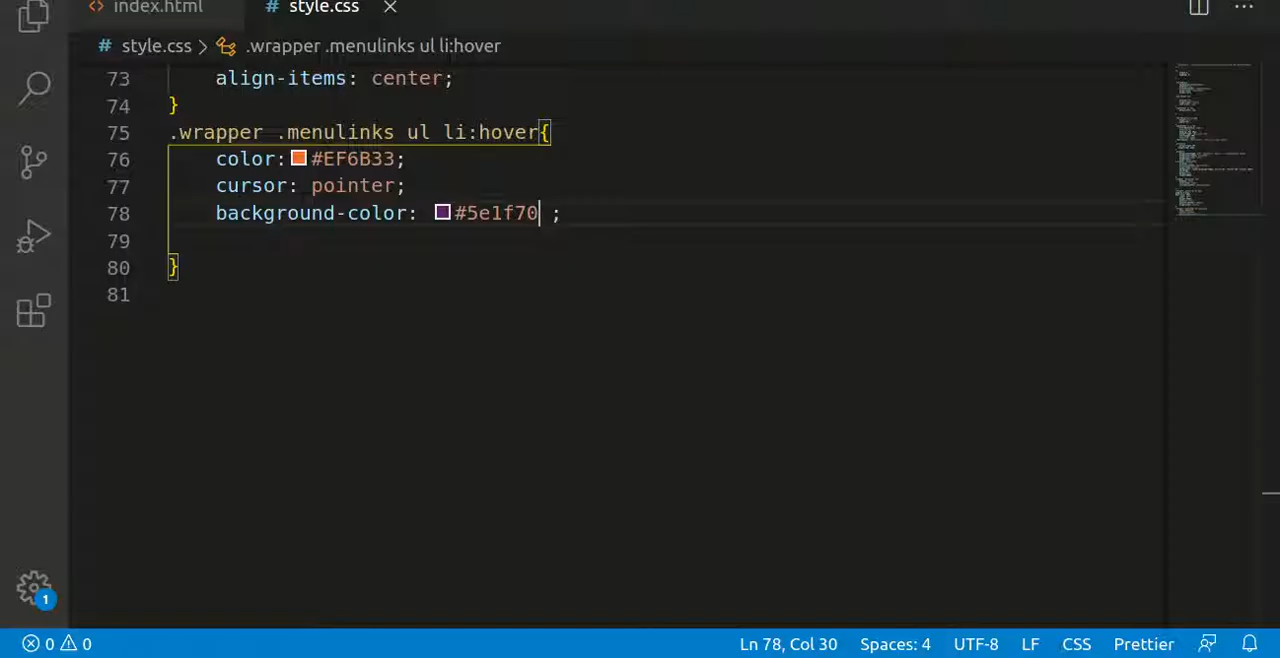 index.html
# style.css
# style.css > .wrapper .menulinks ul li:hover
73 align-items: center;
74 }
75 .wrapper .menulinks ul li:hover{
76 color: #EF6B33;
77 cursor: pointer;
78 background-color: #5e1f70 ;
79
80 }
81
1
0 0 Ln 78, Col 30 Spaces: 4 UTF-8 LF CSS Prettier